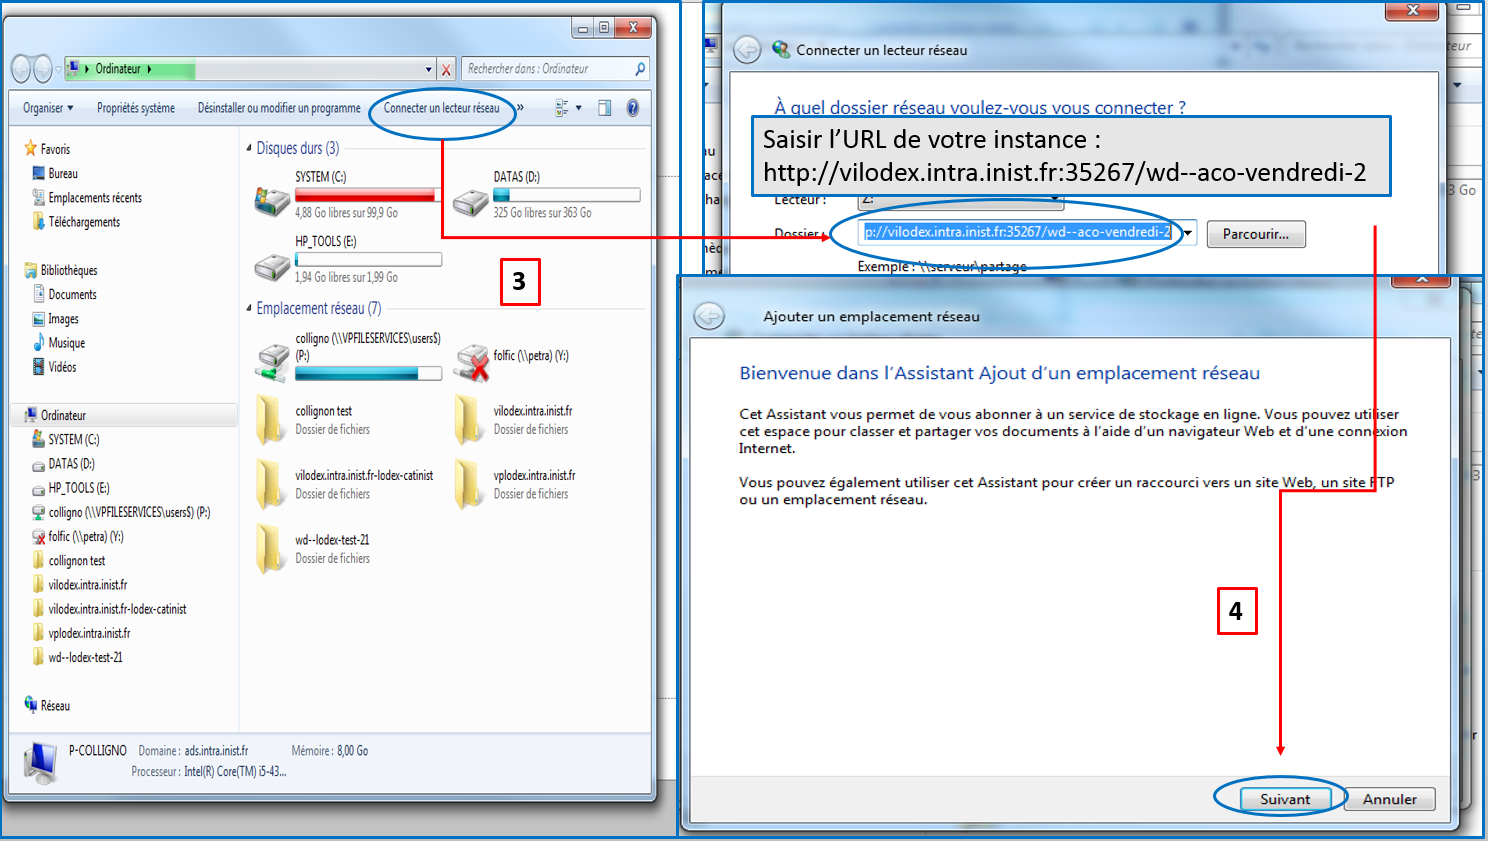 Ordinateur
Rechercher dans : Ordinateur
Organiser
Propriétés système
Désinstaller ou modifier un programme
Connecter un lecteur réseau
»
Favoris
Bureau
Emplacements récents
Téléchargements
Bibliothèques
Documents
Images
Musique
Vidéos
Ordinateur
SYSTEM (C:)
DATAS (D:)
HP_TOOLS (E:)
colligno (\\VPFILESERVICES\users$) (P:)
folfic (\\petra) (Y:)
collignon test
vilodex.intra.inist.fr
vilodex.intra.inist.fr-lodex-catinist
vplodex.intra.inist.fr
wd--lodex-test-21
Réseau
Disques durs (3)
SYSTEM (C:)
4,88 Go libres sur 99,9 Go
DATAS (D:)
325 Go libres sur 363 Go
HP_TOOLS (E:)
1,94 Go libres sur 1,99 Go
Emplacement réseau (7)
colligno (\\VPFILESERVICES\users$)
(P:)
folfic (\\petra) (Y:)
collignon test
Dossier de fichiers
vilodex.intra.inist.fr
Dossier de fichiers
vilodex.intra.inist.fr-lodex-catinist
Dossier de fichiers
vplodex.intra.inist.fr
Dossier de fichiers
wd--lodex-test-21
Dossier de fichiers
P-COLLIGNO Domaine : ads.intra.inist.fr Mémoire : 8,00 Go
Processeur : Intel(R) Core(TM) i5-43...
3
Connecter un lecteur réseau
À quel dossier réseau voulez-vous vous connecter ?
Saisir l’URL de votre instance :
http://vilodex.intra.inist.fr:35267/wd--aco-vendredi-2
Lecteur : Z:
Dossier : p://vilodex.intra.inist.fr:35267/wd--aco-vendredi-2 Parcourir...
Exemple : \\serveur\partage
Ajouter un emplacement réseau
Bienvenue dans l’Assistant Ajout d’un emplacement réseau
Cet Assistant vous permet de vous abonner à un service de stockage en ligne. Vous pouvez utiliser
cet espace pour classer et partager vos documents à l’aide d’un navigateur Web et d’une connexion
Internet.
Vous pouvez également utiliser cet Assistant pour créer un raccourci vers un site Web, un site FTP
ou un emplacement réseau.
4
Suivant
Annuler